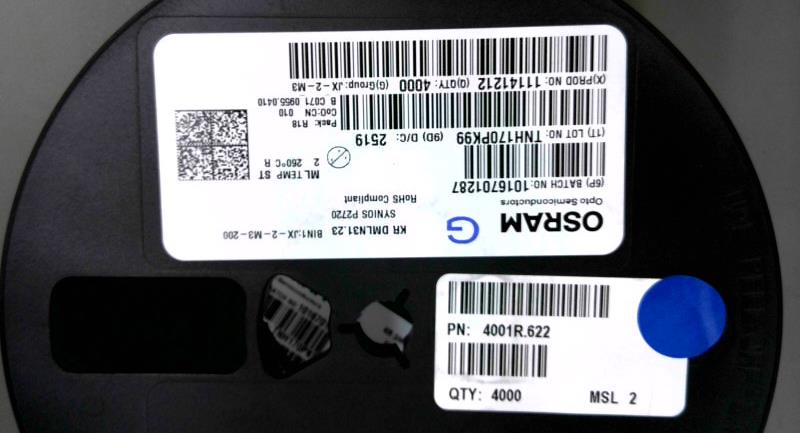 OSRAM
Opto Semiconductors
G
KR DMLN31.23 BIN1:JX-2-M3-200
SYNIOS P2720
RoHS Compliant
(6P) BATCH NO: 1016701287
ML TEMP ST
2 260°C R
(1T) LOT NO: TNH170PK99 (9D) D/C: 2519
Pack: R18
CoO:CN 010
B C071 0955.0410
(X)PROD NO: 11141212 (Q)QTY: 4000 (G)Group:JX-2-M3
PN: 4001R.622
QTY: 4000 MSL 2